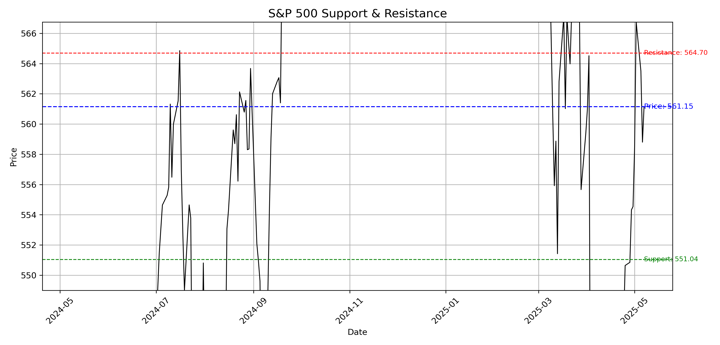 S&P 500 Support & Resistance
566
564
562
560
558
556
554
552
550
Price
Resistance: 564.70
Price: 561.15
Support: 551.04
2024-05
2024-07
2024-09
2024-11
2025-01
2025-03
2025-05
Date